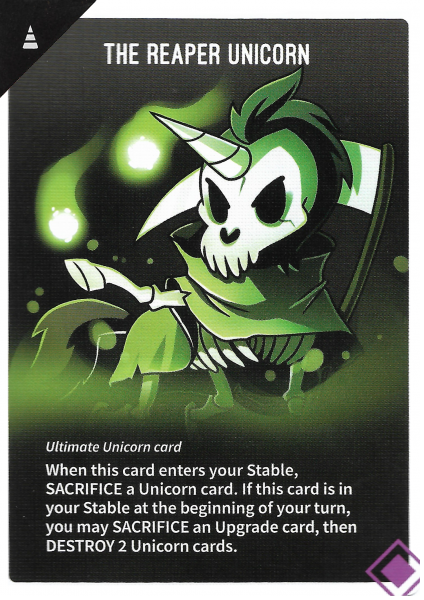 THE REAPER UNICORN
Ultimate Unicorn card
When this card enters your Stable,
SACRIFICE a Unicorn card. If this card is in
your Stable at the beginning of your turn,
you may SACRIFICE an Upgrade card, then
DESTROY 2 Unicorn cards.